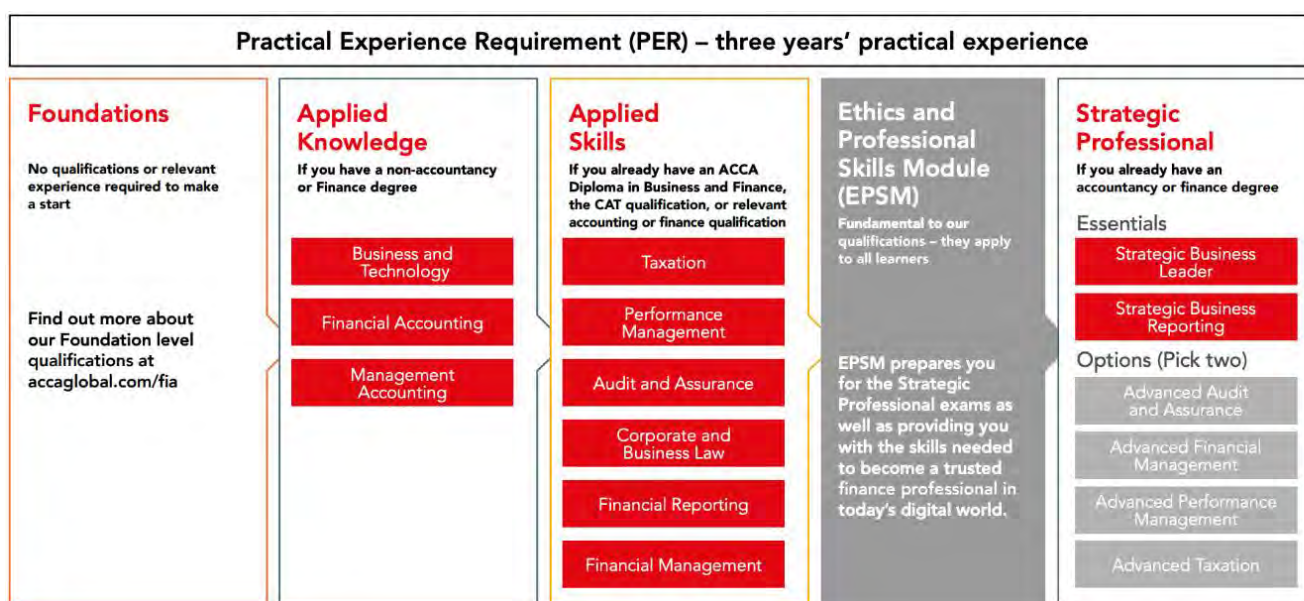 Practical Experience Requirement (PER) – three years’ practical experience
Foundations
No qualifications or relevant
experience required to make
a start
Find out more about
our Foundation level
qualifications at
accaglobal.com/fia
Applied
Knowledge
If you have a non-accountancy
or Finance degree
Business and
Technology
Financial Accounting
Management
Accounting
Applied
Skills
If you already have an ACCA
Diploma in Business and Finance,
the CAT qualification, or relevant
accounting or finance qualification
Taxation
Performance
Management
Audit and Assurance
Corporate and
Business Law
Financial Reporting
Financial Management
Ethics and
Professional
Skills Module
(EPSM)
Fundamental to our
qualifications – they apply
to all learners
EPSM prepares you
for the Strategic
Professional exams as
well as providing you
with the skills needed
to become a trusted
finance professional in
today’s digital world.
Strategic
Professional
If you already have an
accountancy or finance degree
Essentials
Strategic Business
Leader
Strategic Business
Reporting
Options (Pick two)
Advanced Audit
and Assurance
Advanced Financial
Management
Advanced Performance
Management
Advanced Taxation